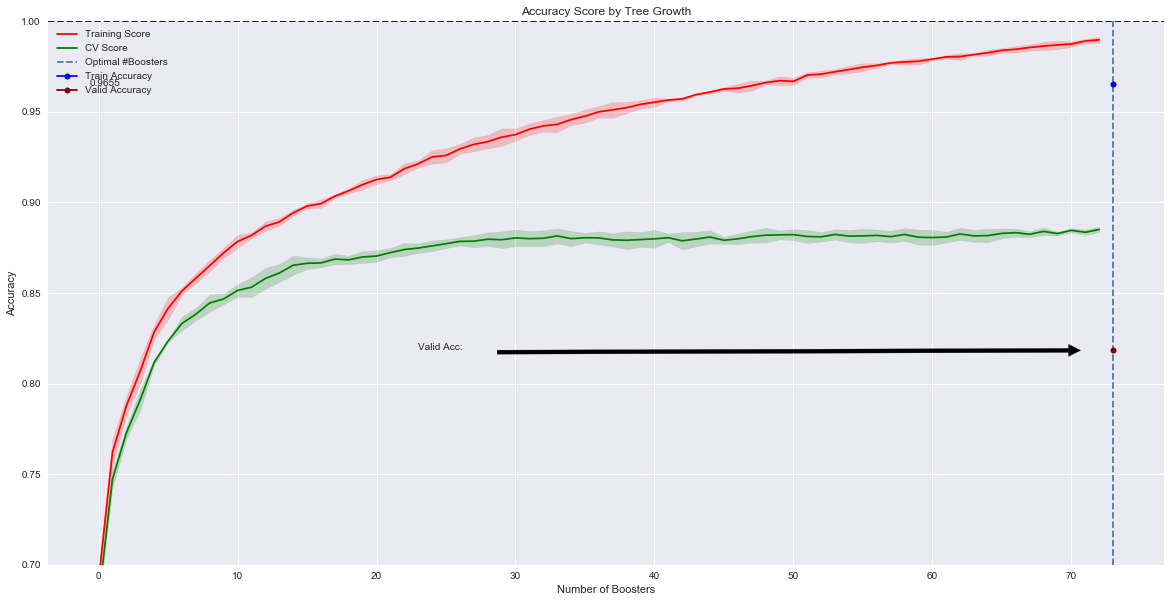 Accuracy Score by Tree Growth
1.00
0.95
0.90
0.85
0.80
0.75
0.70
Accuracy
Training Score
CV Score
Optimal #Boosters
Train Accuracy
0.9655
Valid Accuracy
Valid Acc:
0 10 20 30 40 50 60 70
Number of Boosters